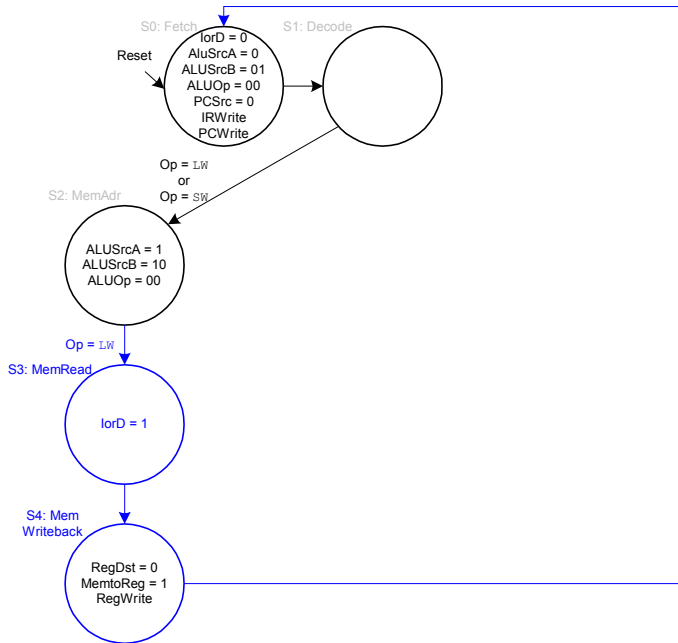 S0: Fetch
S1: Decode
Reset
IorD = 0
AluSrcA = 0
ALUSrcB = 01
ALUOp = 00
PCSrc = 0
IRWrite
PCWrite
Op = LW
or
Op = SW
S2: MemAdr
ALUSrcA = 1
ALUSrcB = 10
ALUOp = 00
Op = LW
S3: MemRead
IorD = 1
S4: Mem
Writeback
RegDst = 0
MemtoReg = 1
RegWrite